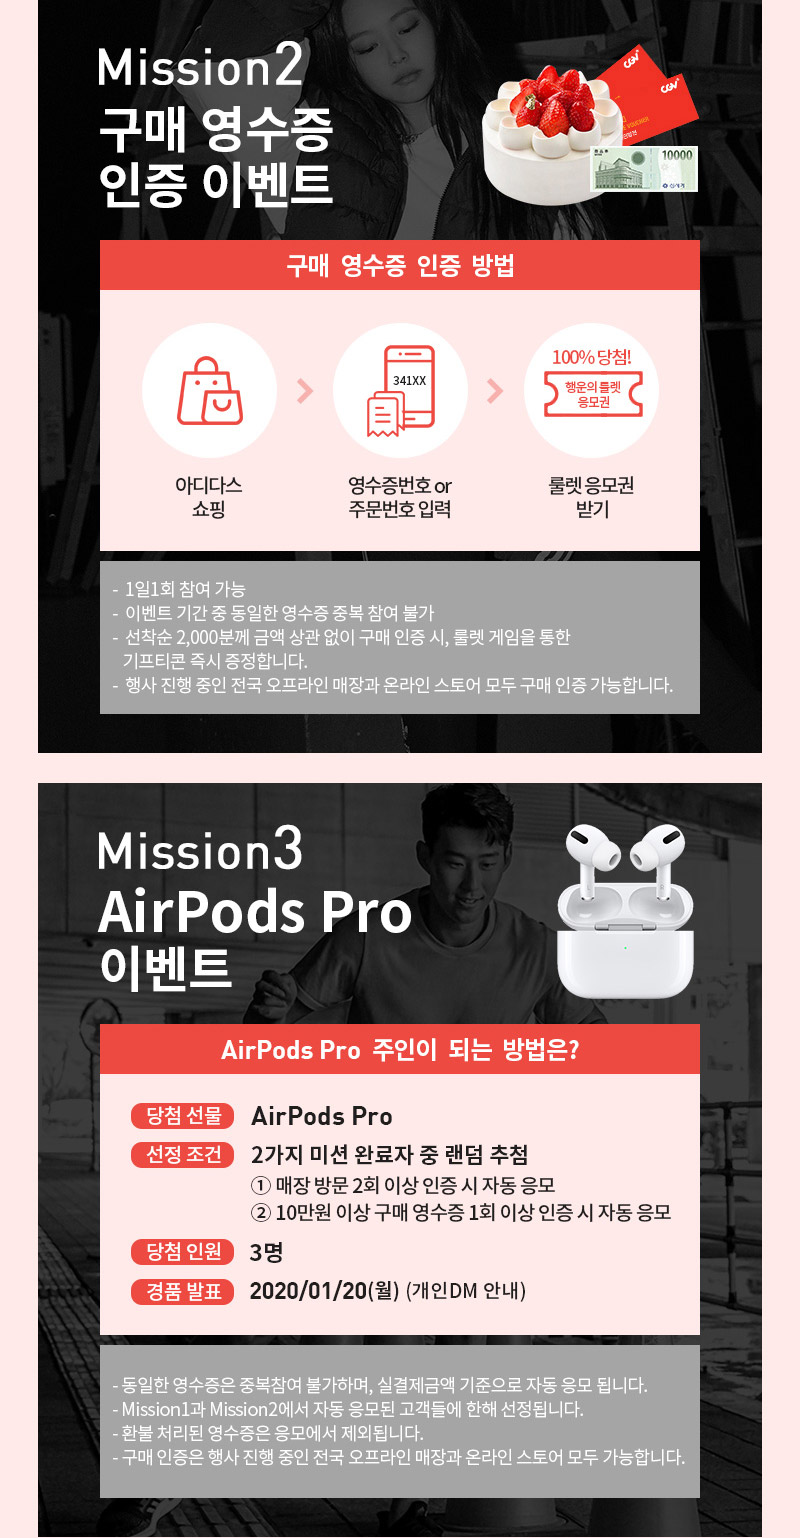 Mission2
구매 영수증
인증 이벤트
CGV
CGV
10000
구매 영수증 인증 방법
341XX
100% 당첨!
행운의 룰렛
응모권
아디다스
쇼핑
영수증번호 or
주문번호 입력
룰렛 응모권
받기
- 1일1회 참여 가능
- 이벤트 기간 중 동일한 영수증 중복 참여 불가
- 선착순 2,000분께 금액 상관 없이 구매 인증 시, 룰렛 게임을 통한
기프티콘 즉시 증정합니다.
- 행사 진행 중인 전국 오프라인 매장과 온라인 스토어 모두 구매 인증 가능합니다.
Mission3
AirPods Pro
이벤트
AirPods Pro 주인이 되는 방법은?
당첨 선물 AirPods Pro
선정 조건 2가지 미션 완료자 중 랜덤 추첨
① 매장 방문 2회 이상 인증 시 자동 응모
② 10만원 이상 구매 영수증 1회 이상 인증 시 자동 응모
당첨 인원 3명
경품 발표 2020/01/20(월) (개인DM 안내)
- 동일한 영수증은 중복참여 불가하며, 실결제금액 기준으로 자동 응모 됩니다.
- Mission1과 Mission2에서 자동 응모된 고객들에 한해 선정됩니다.
- 환불 처리된 영수증은 응모에서 제외됩니다.
- 구매 인증은 행사 진행 중인 전국 오프라인 매장과 온라인 스토어 모두 가능합니다.